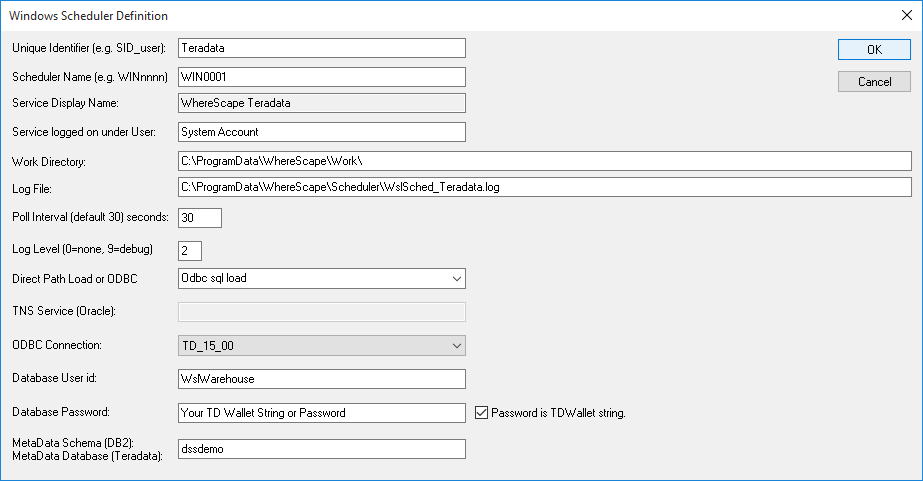 Windows Scheduler Definition
Unique Identifier (e.g. SID_user): Teradata
OK
Scheduler Name (e.g. WINnnnn) WIN0001
Cancel
Service Display Name: WhereScape Teradata
Service logged on under User: System Account
Work Directory: C:\ProgramData\WhereScape\Work\
Log File: C:\ProgramData\WhereScape\Scheduler\WslSched_Teradata.log
Poll Interval (default 30) seconds: 30
Log Level (0=none, 9=debug) 2
Direct Path Load or ODBC Odbc sql load
TNS Service (Oracle):
ODBC Connection: TD_15_00
Database User id: WslWarehouse
Database Password: Your TD Wallet String or Password Password is TDWallet string.
MetaData Schema (DB2):
MetaData Database (Teradata): dssdemo